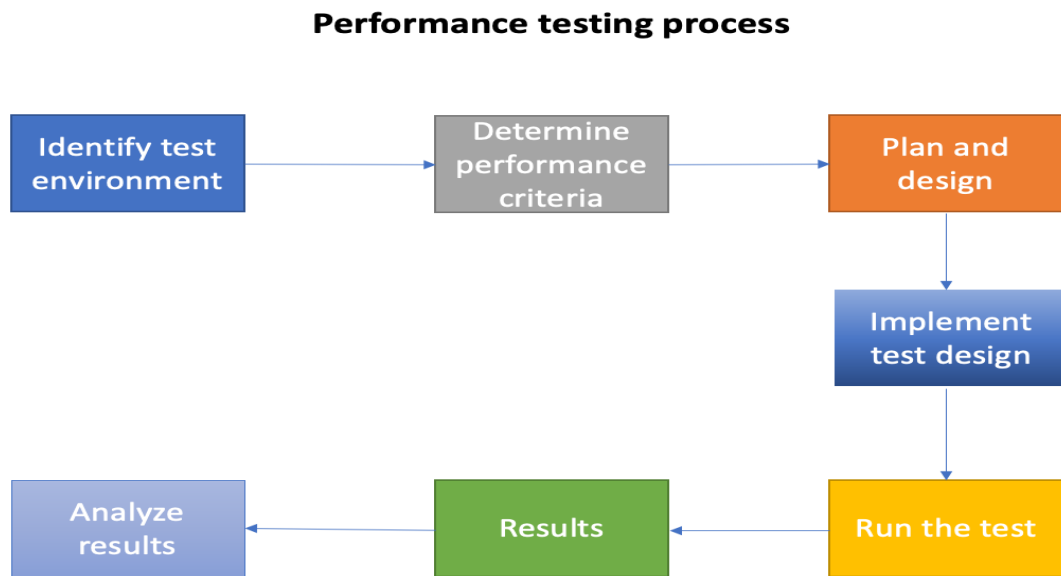 Performance testing process
Identify test
environment
Determine
performance
criteria
Plan and
design
Implement
test design
Run the test
Results
Analyze
results